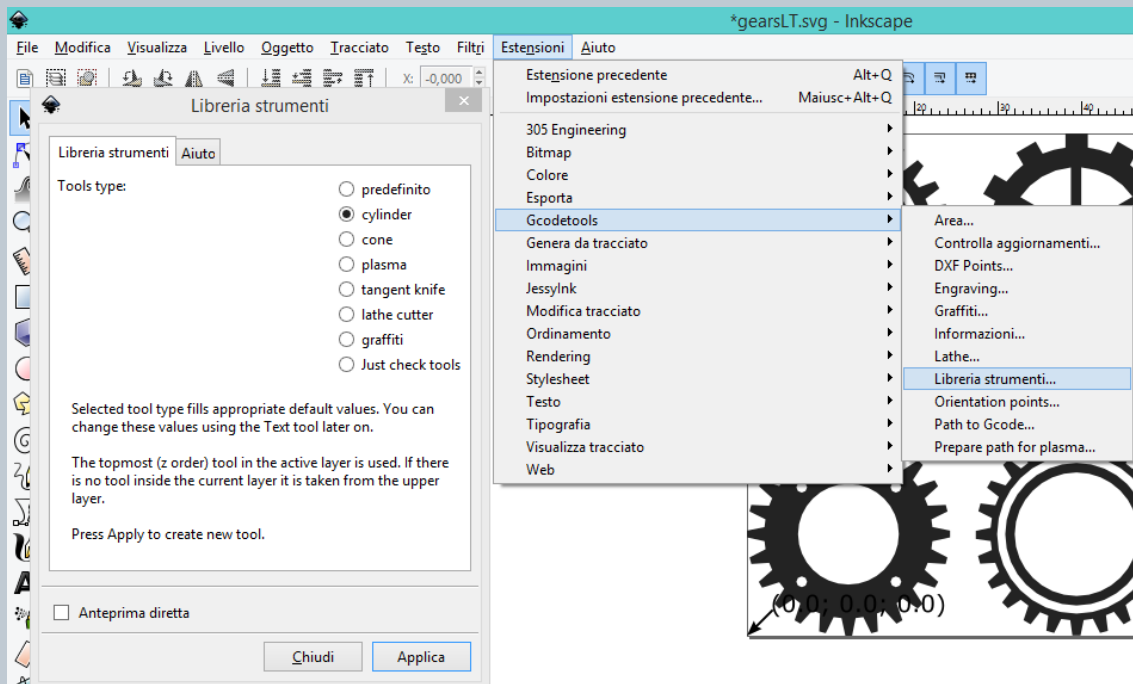 *gearsLT.svg - Inkscape
File Modifica Visualizza Livello Oggetto Tracciato Testo Filtri Estensioni Aiuto
X: -0,000
Libreria strumenti
Libreria strumenti Aiuto
Tools type:
predefinito
cylinder
cone
plasma
tangent knife
lathe cutter
graffiti
Just check tools
Selected tool type fills appropriate default values. You can
change these values using the Text tool later on.
The topmost (z order) tool in the active layer is used. If there
is no tool inside the current layer it is taken from the upper
layer.
Press Apply to create new tool.
Anteprima diretta
Chiudi Applica
Estensione precedente Alt+Q
Impostazioni estensione precedente... Maiusc+Alt+Q
305 Engineering
Bitmap
Colore
Esporta
Gcodetools
Genera da tracciato
Immagini
JessyInk
Modifica tracciato
Ordinamento
Rendering
Stylesheet
Testo
Tipografia
Visualizza tracciato
Web
20 30 40
Area...
Controlla aggiornamenti...
DXF Points...
Engraving...
Graffiti...
Informazioni...
Lathe...
Libreria strumenti...
Orientation points...
Path to Gcode...
Prepare path for plasma...
(0.0; 0.0; 0.0)